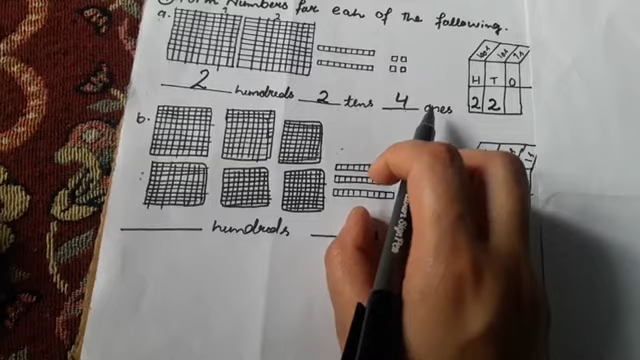 Form Numbers for each of the following.
a.
H T O
2 2
2 hundreds 2 tens 4 ones
b.
hundreds